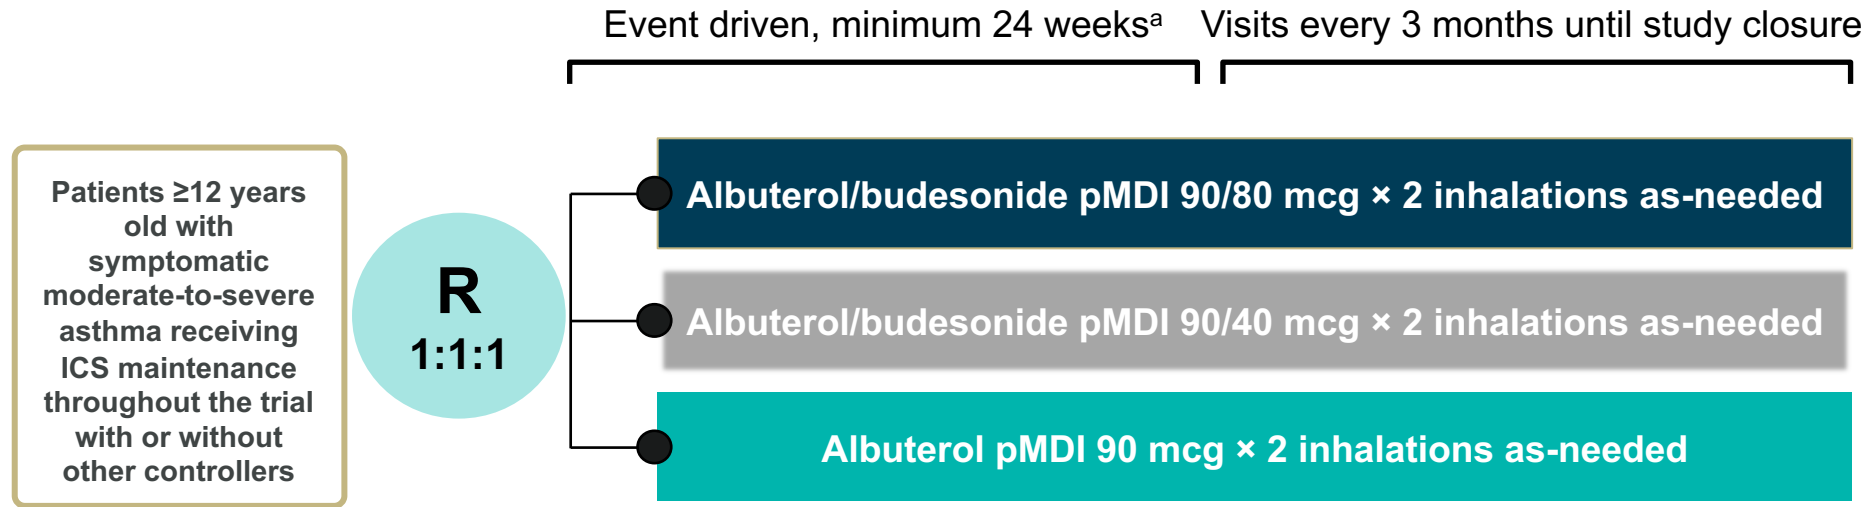 Event driven, minimum 24 weeksᵃ
Visits every 3 months until study closure
Patients ≥12 years
old with
symptomatic
moderate-to-severe
asthma receiving
ICS maintenance
throughout the trial
with or without
other controllers
R
1:1:1
Albuterol/budesonide pMDI 90/80 mcg × 2 inhalations as-needed
Albuterol/budesonide pMDI 90/40 mcg × 2 inhalations as-needed
Albuterol pMDI 90 mcg × 2 inhalations as-needed